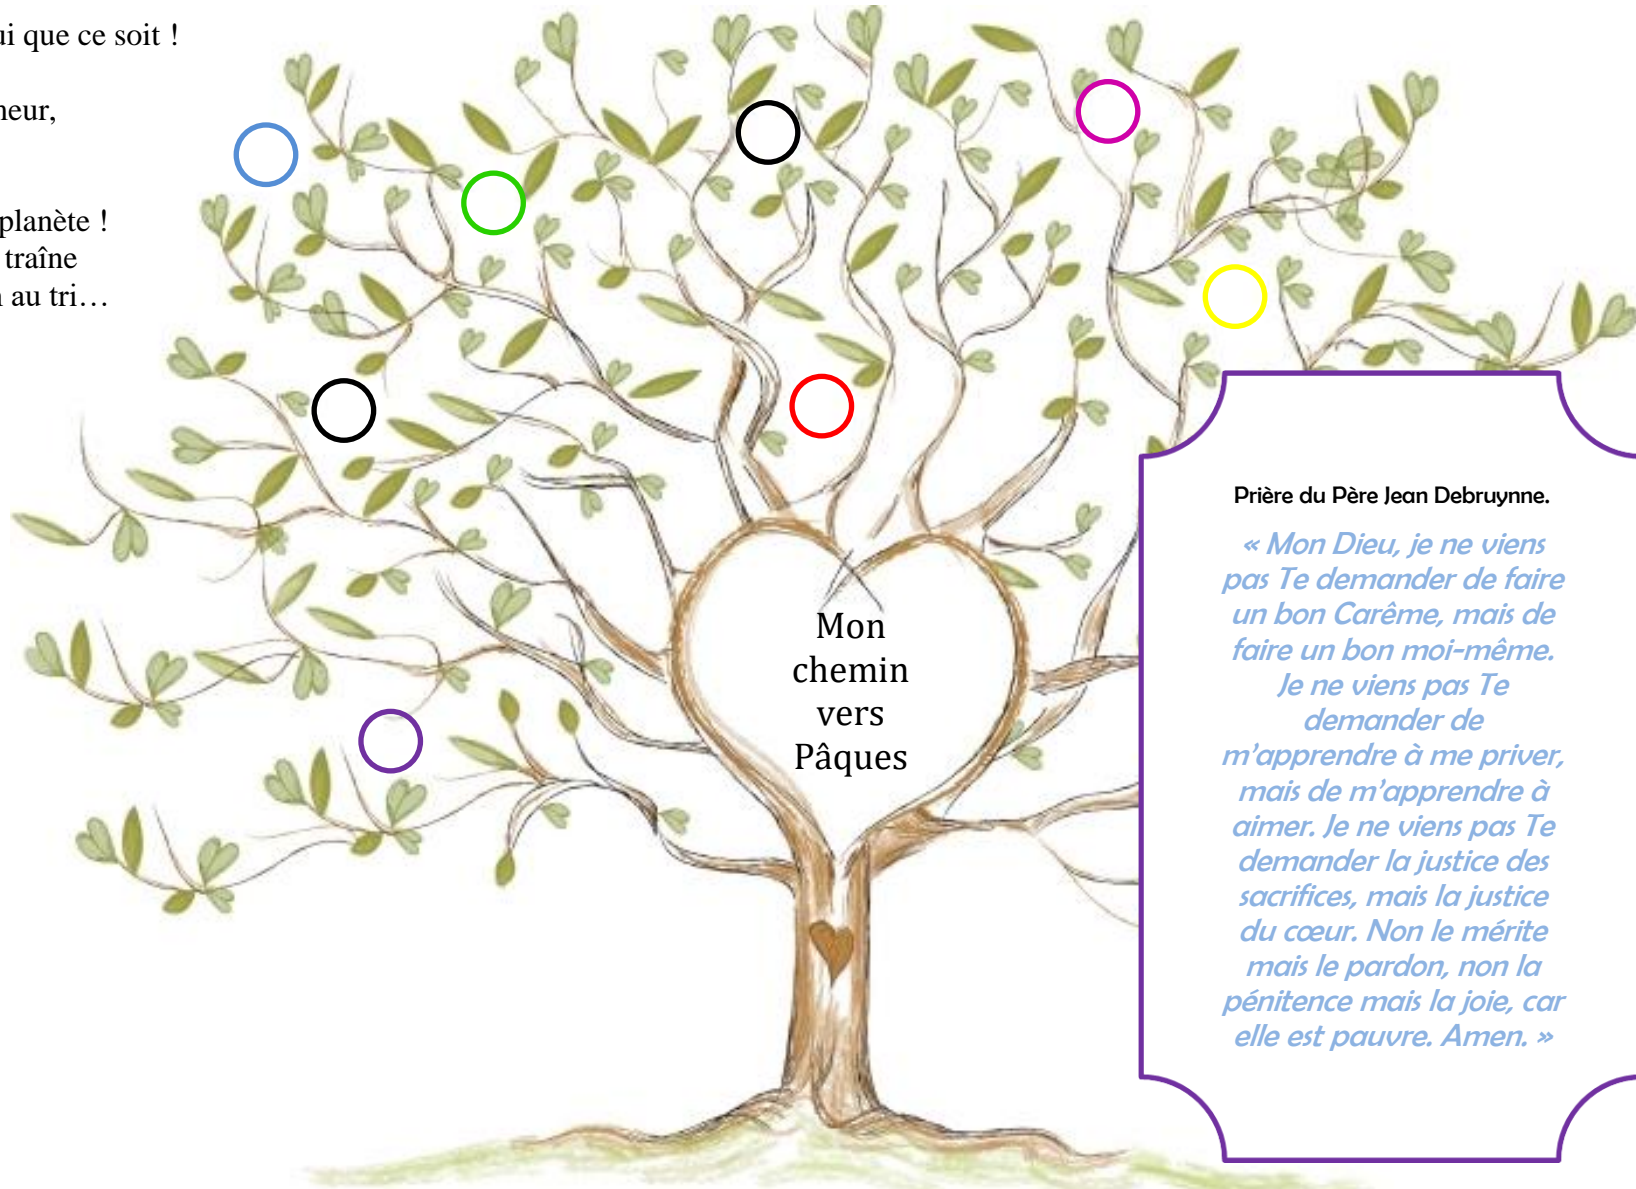 ui que ce soit !
neur,
planète !
traîne
au tri…
Mon
chemin
vers
Pâques
Prière du Père Jean Debruynne.
« Mon Dieu, je ne viens
pas Te demander de faire
un bon Carême, mais de
faire un bon moi-même.
Je ne viens pas Te
demander de
m'apprendre à me priver,
mais de m'apprendre à
aimer. Je ne viens pas Te
demander la justice des
sacrifices, mais la justice
du cœur. Non le mérite
mais le pardon, non la
pénitence mais la joie, car
elle est pauvre. Amen. »